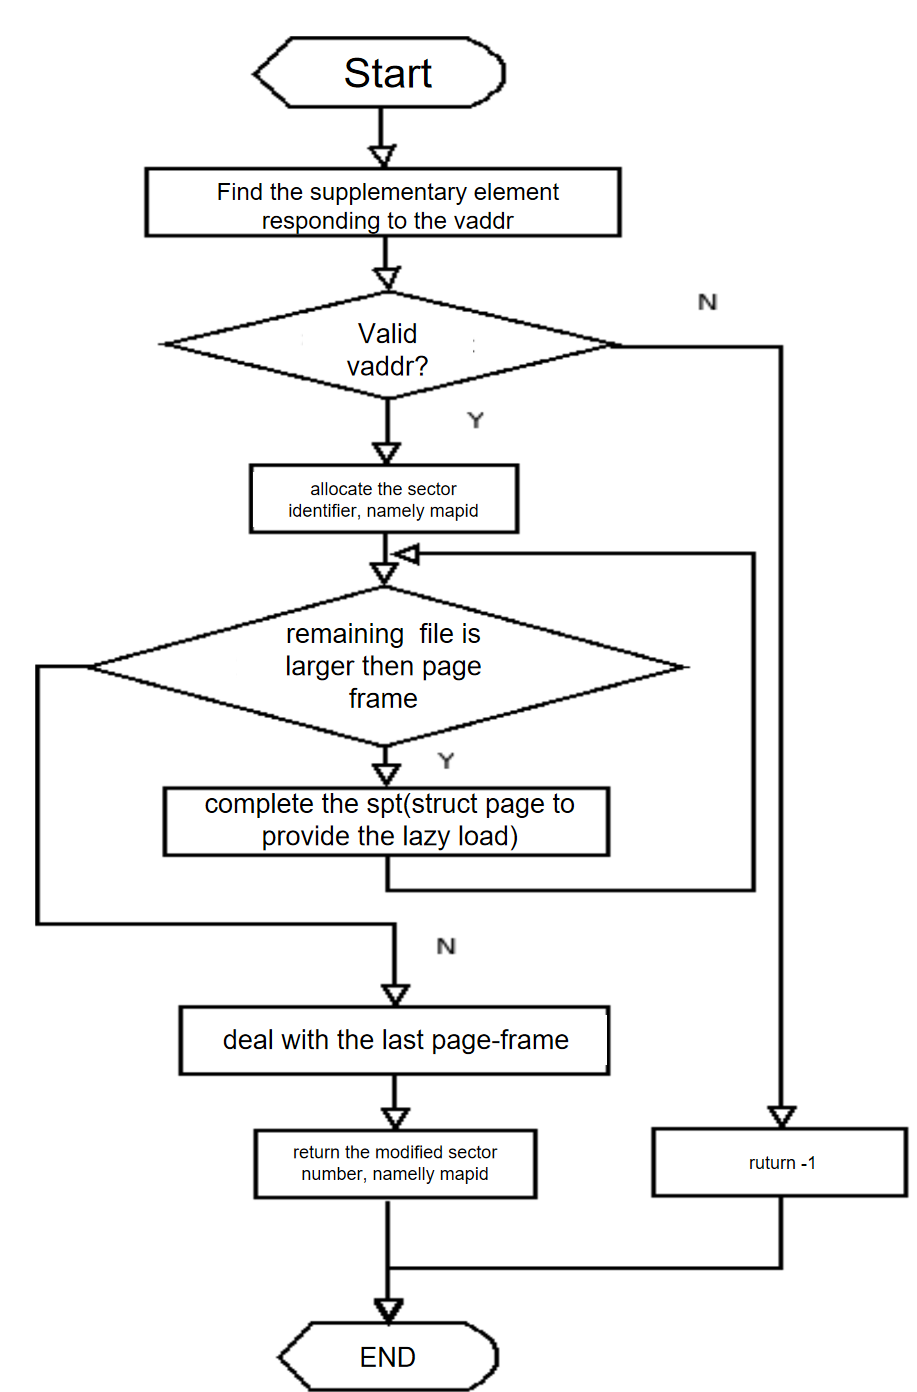 Start
Find the supplementary element
responding to the vaddr
N
Valid
vaddr?
Y
allocate the sector
identifier, namely mapid
remaining  file is
larger then page
frame
Y
complete the spt(struct page to
provide the lazy load)
N
deal with the last page-frame
return the modified sector
number, namelly mapid
ruturn -1
END